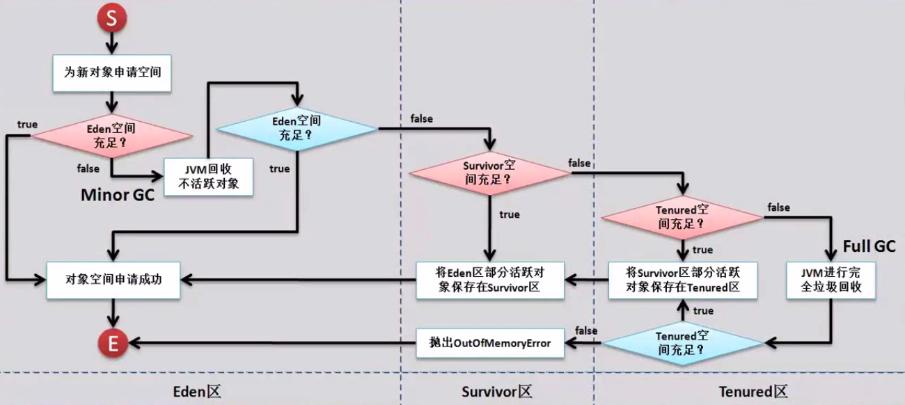 S
为新对象申请空间
true
Eden空间
充足？
false
Minor GC
JVM回收
不活跃对象
Eden空间
充足？
true
false
Survivor空
间充足？
false
true
Tenured空
间充足？
false
true
Full GC
对象空间申请成功
将Eden区部分活跃对
象保存在Survivor区
将Survivor区部分活跃
对象保存在Tenured区
JVM进行完
全垃圾回收
true
E
抛出OutOfMemoryError
false
Tenured空
间充足？
Eden区
Survivor区
Tenured区